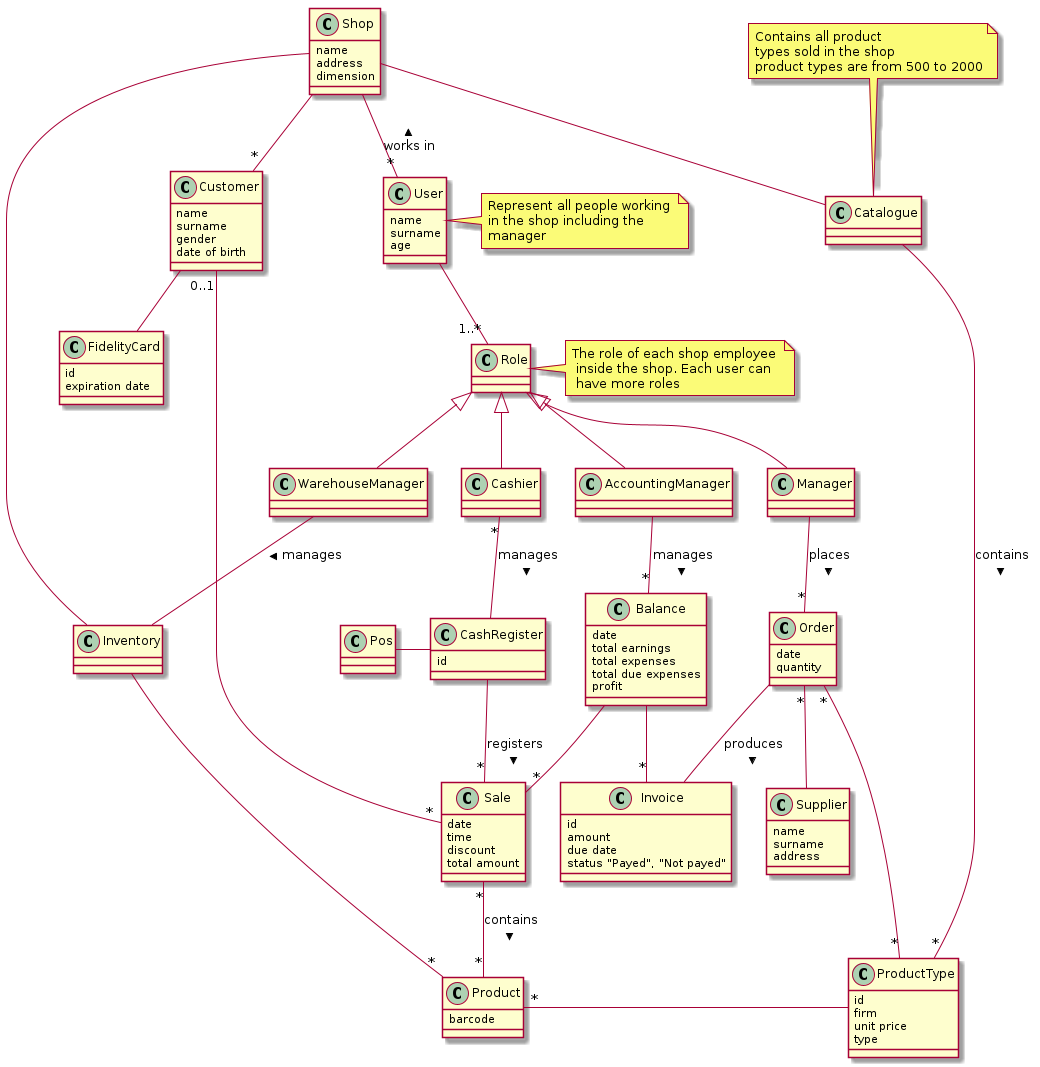 C Shop
name
address
dimension
Contains all product
types sold in the shop
product types are from 500 to 2000
works in
*
*
C Customer
name
surname
gender
date of birth
C User
name
surname
age
Represent all people working
in the shop including the
manager
C Catalogue
0..1
1..*
C FidelityCard
id
expiration date
C Role
The role of each shop employee
inside the shop. Each user can
have more roles
C WarehouseManager
C Cashier
C AccountingManager
C Manager
*
manages
manages
manages
places
contains
*
*
C Inventory
C Pos
C CashRegister
id
C Balance
date
total earnings
total expenses
total due expenses
profit
C Order
date
quantity
*
*
registers
produces
*
*
*
*
C Sale
date
time
discount
total amount
C Invoice
id
amount
due date
status "Payed", "Not payed"
C Supplier
name
surname
address
*
contains
*
*
*
*
C Product
barcode
*
C ProductType
id
firm
unit price
type